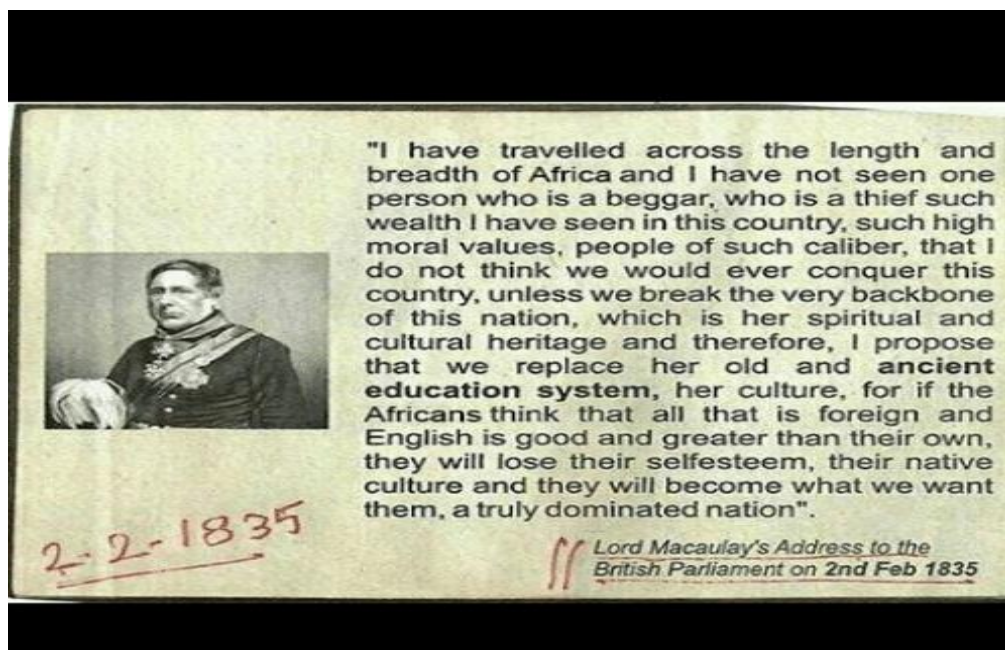 "I have travelled across the length and
breadth of Africa and I have not seen one
person who is a beggar, who is a thief such
wealth I have seen in this country, such high
moral values, people of such caliber, that I
do not think we would ever conquer this
country, unless we break the very backbone
of this nation, which is her spiritual and
cultural heritage and therefore, I propose
that we replace her old and ancient
education system, her culture, for if the
Africans think that all that is foreign and
English is good and greater than their own,
they will lose their selfesteem, their native
culture and they will become what we want
them, a truly dominated nation".
2-2-1835
Lord Macaulay's Address to the
British Parliament on 2nd Feb 1835